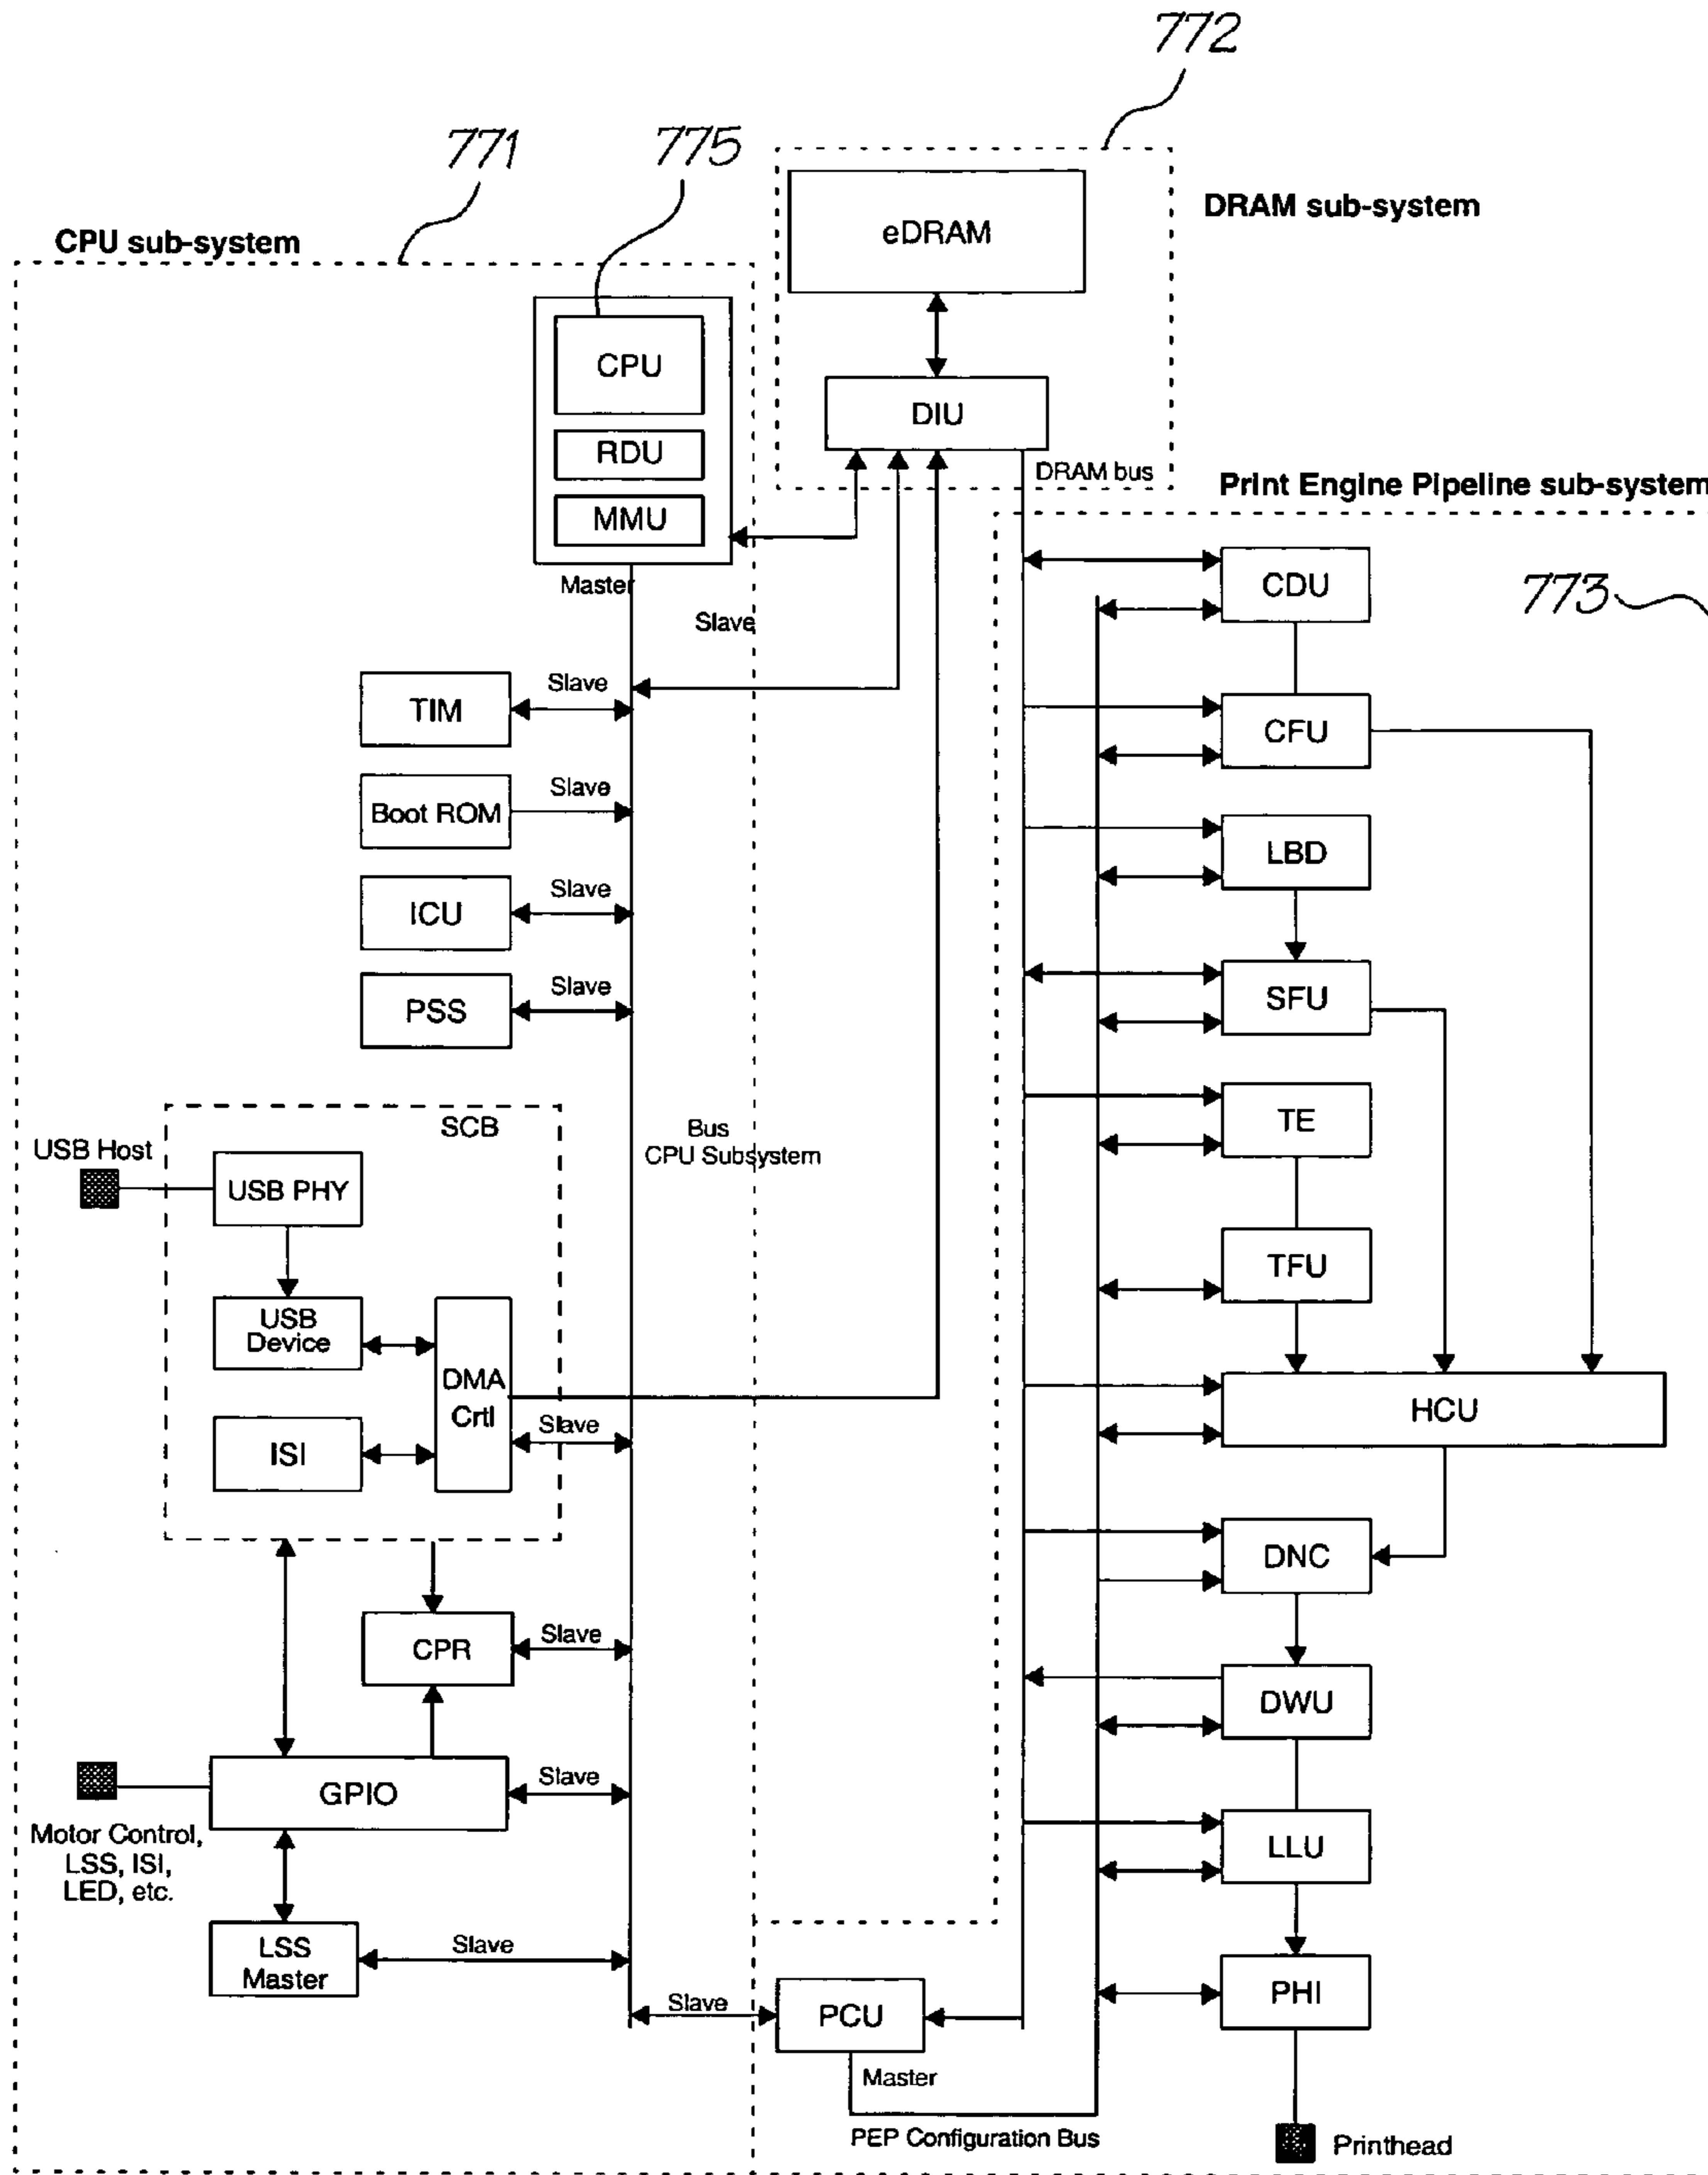 772
771
775
CPU sub-system
DRAM sub-system
eDRAM
CPU
DIU
RDU
DRAM bus
MMU
Print Engine Pipeline sub-system
Master
Slave
CDU
773
TIM
Slave
CFU
Boot ROM
Slave
LBD
ICU
Slave
PSS
Slave
SFU
SCB
TE
USB Host
USB PHY
Bus
CPU Subsystem
TFU
USB
Device
DMA
Crtl
Slave
HCU
ISI
DNC
CPR
Slave
DWU
GPIO
Slave
Motor Control,
LSS, ISI,
LED, etc.
LLU
LSS
Master
Slave
PHI
Slave
PCU
Master
PEP Configuration Bus
Printhead